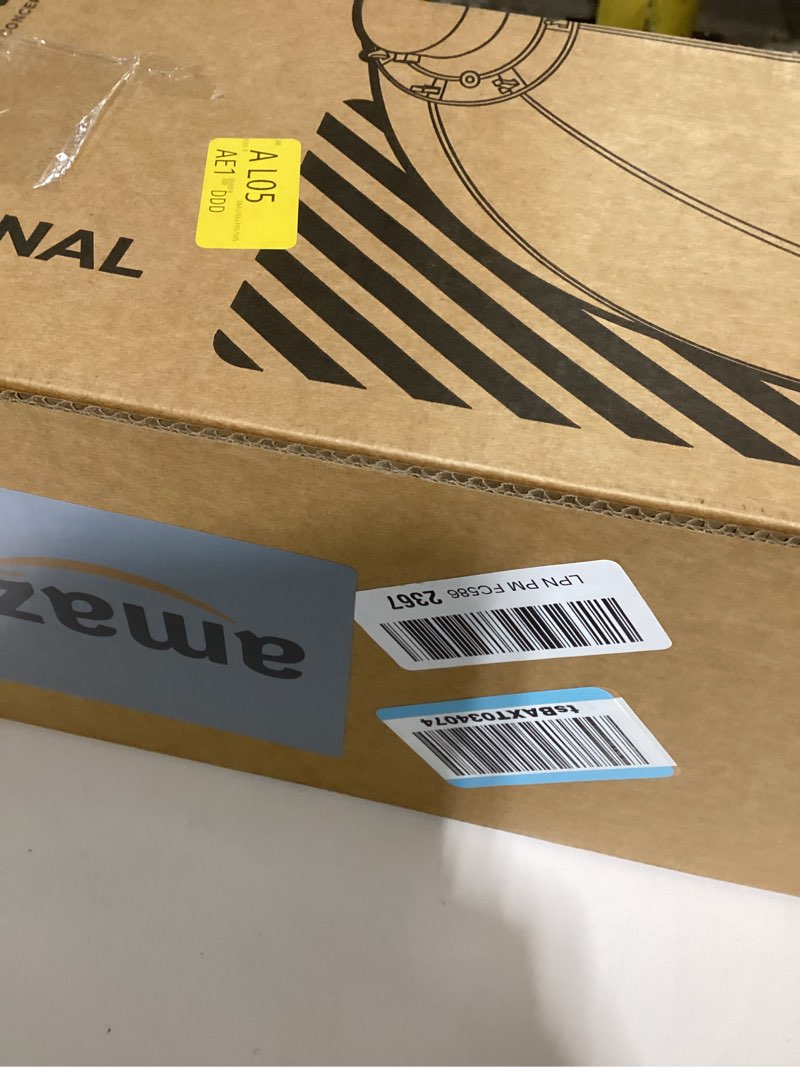 NAL
A L05
AE1 DDD
amaz
LPN PM FC586 2367
tSBAXT034074